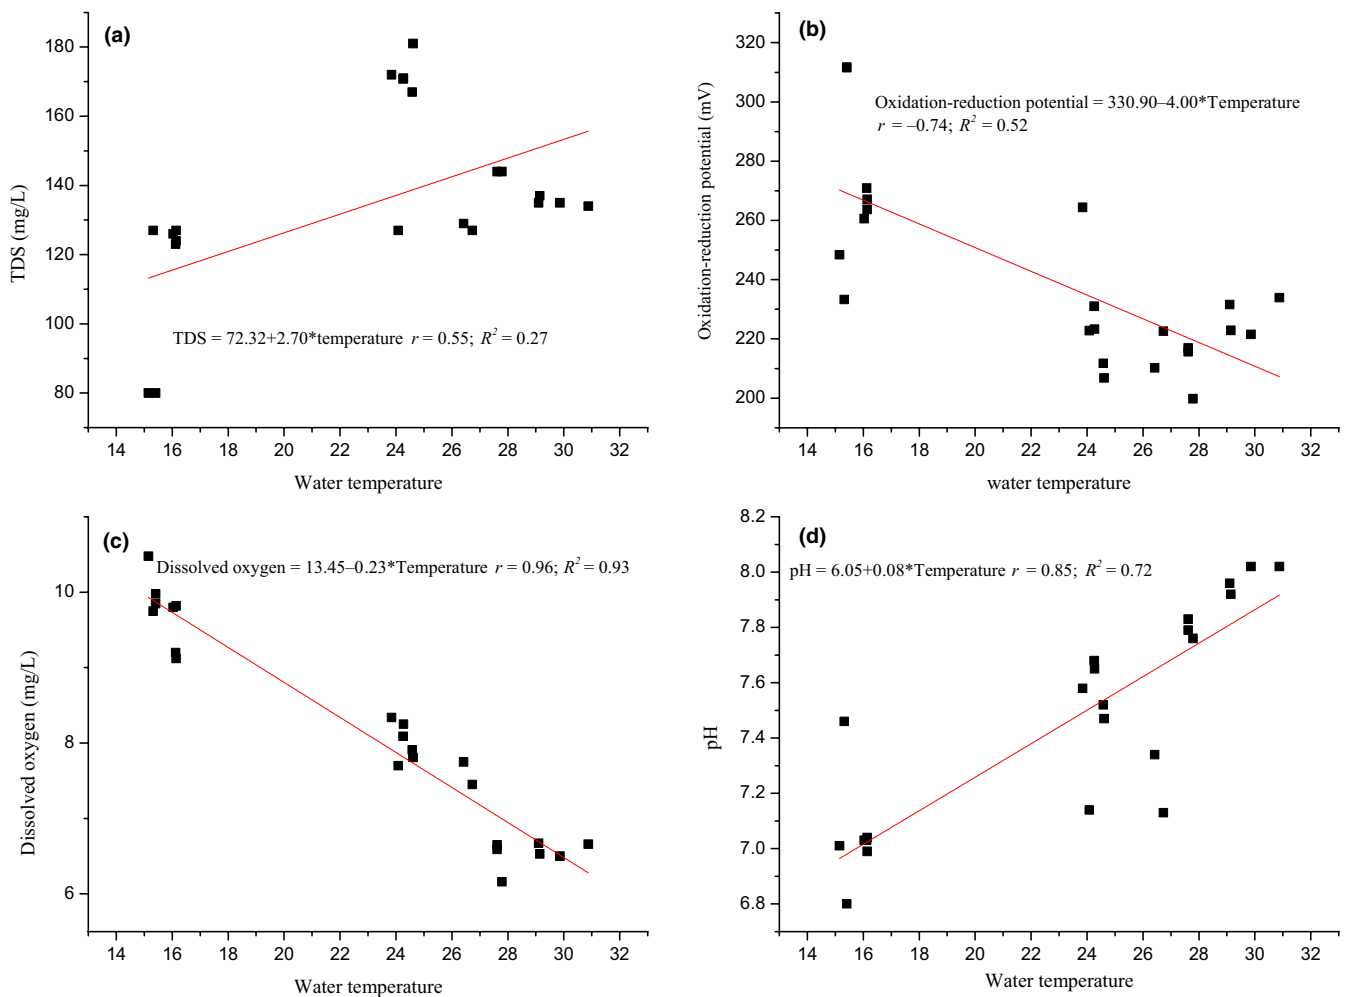 (a)
180
160
140
120
100
80
TDS (mg/L)
TDS = 72.32+2.70*temperature r = 0.55; R² = 0.27
14 16 18 20 22 24 26 28 30 32
Water temperature
(b)
320
300
280
260
240
220
200
Oxidation-reduction potential (mV)
Oxidation-reduction potential = 330.90–4.00*Temperature
r = –0.74; R² = 0.52
14 16 18 20 22 24 26 28 30 32
water temperature
(c)
10
8
6
Dissolved oxygen (mg/L)
Dissolved oxygen = 13.45–0.23*Temperature r = 0.96; R² = 0.93
14 16 18 20 22 24 26 28 30 32
Water temperature
(d)
8.2
8.0
7.8
7.6
7.4
7.2
7.0
6.8
pH
pH = 6.05+0.08*Temperature r = 0.85; R² = 0.72
14 16 18 20 22 24 26 28 30 32
Water temperature